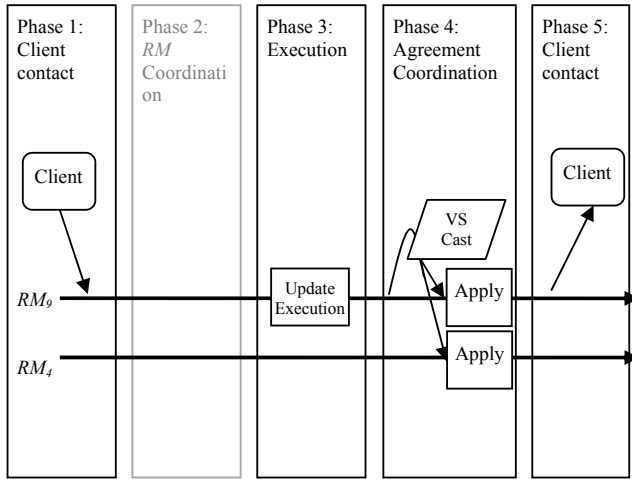 Phase 1:
Client
contact
Phase 2:
RM
Coordinati
on
Phase 3:
Execution
Phase 4:
Agreement
Coordination
Phase 5:
Client
contact
Client
Client
VS
Cast
Update
Execution
Apply
RM9
Apply
RM4